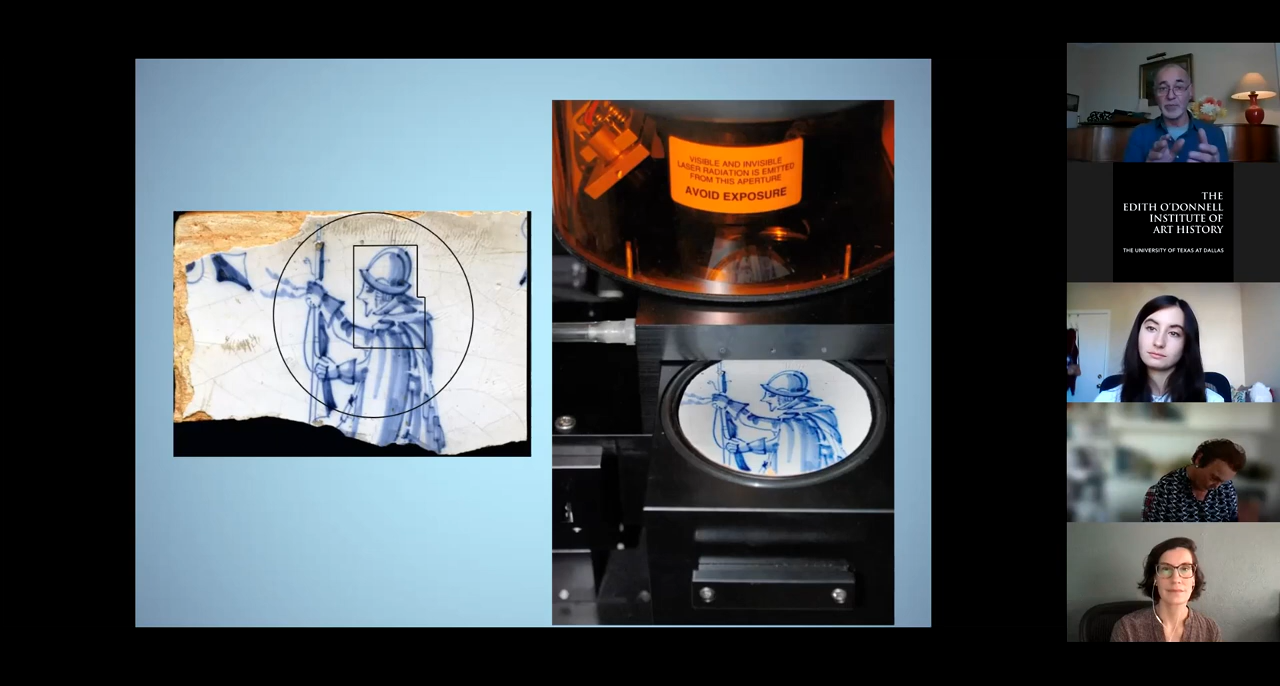 VISIBLE AND INVISIBLE
LASER RADIATION IS EMITTED
FROM THIS APERTURE
AVOID EXPOSURE
THE
EDITH O'DONNELL
INSTITUTE OF
ART HISTORY
THE UNIVERSITY OF TEXAS AT DALLAS